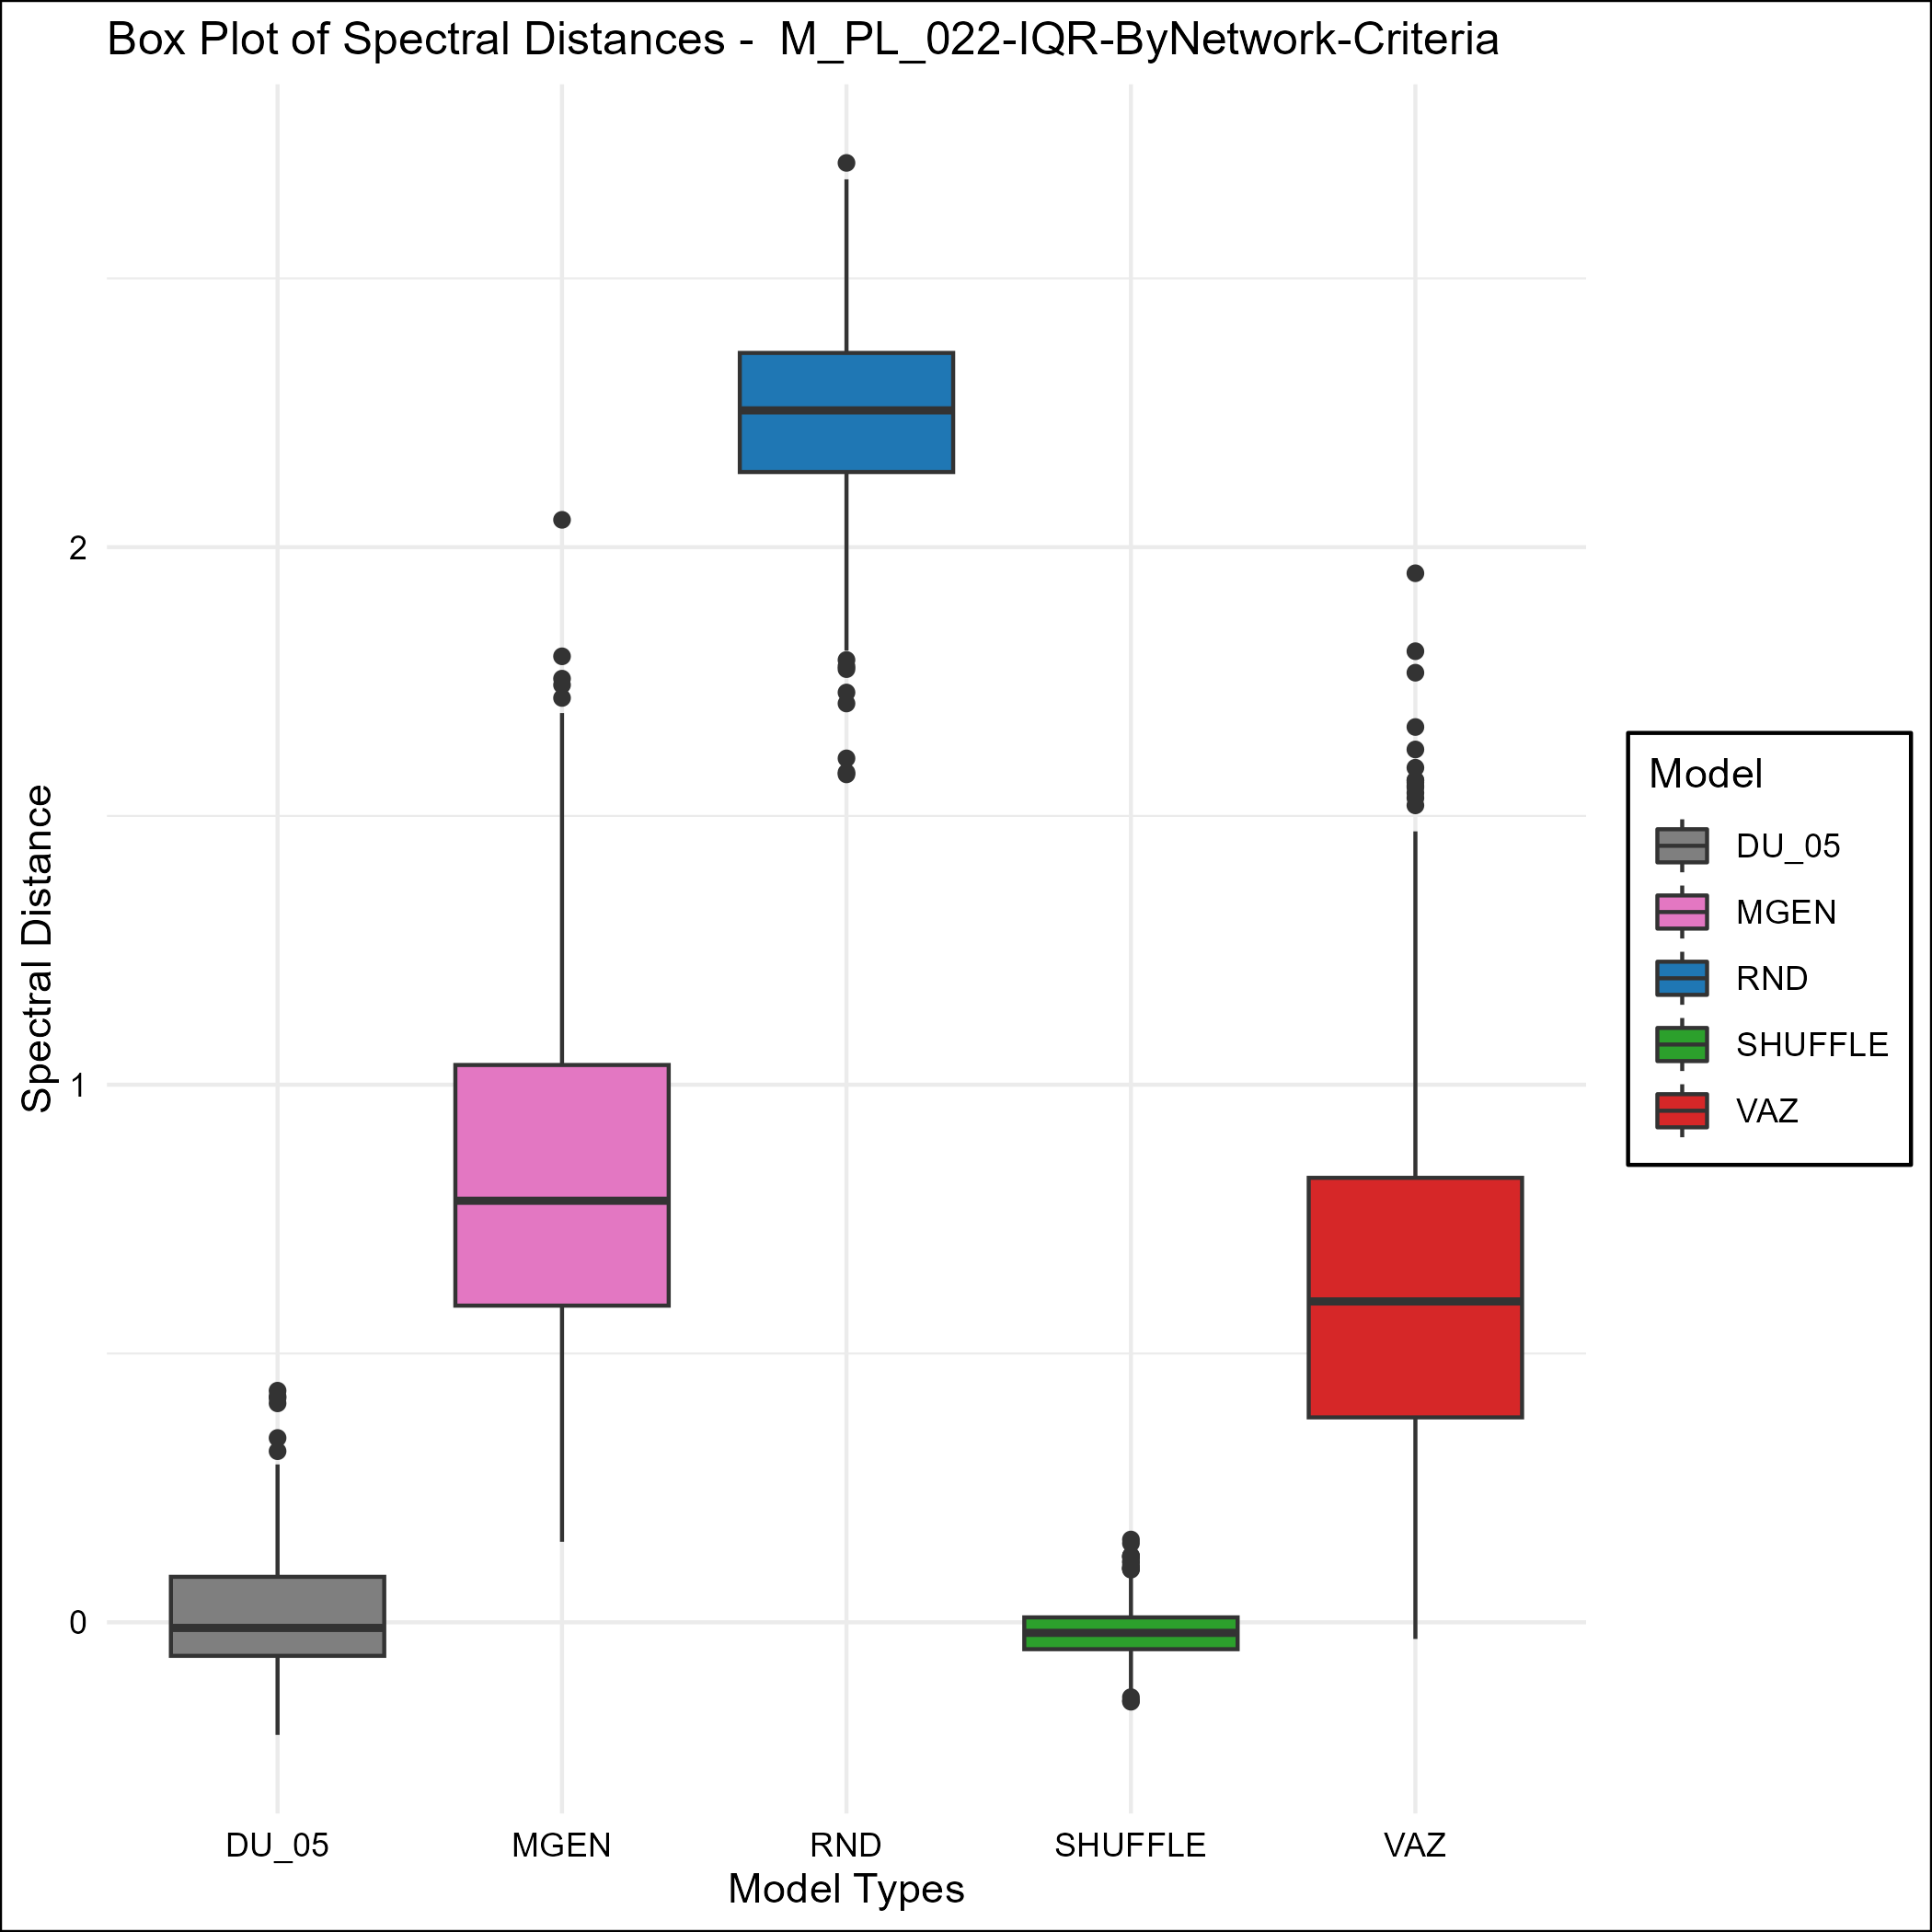 Box Plot of Spectral Distances -  M_PL_022-IQR-ByNetwork-Criteria
Spectral Distance
2
1
0
DU_05
MGEN
RND
SHUFFLE
VAZ
Model Types
Model
DU_05
MGEN
RND
SHUFFLE
VAZ